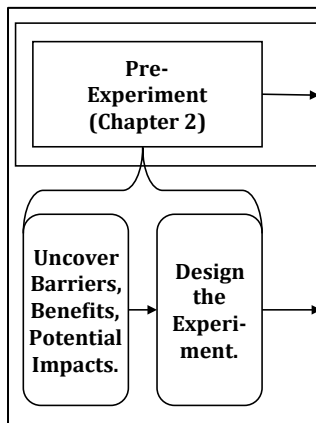 Pre-
Experiment
(Chapter 2)
Uncover
Barriers,
Benefits,
Potential
Impacts.
Design
the
Experi-
ment.